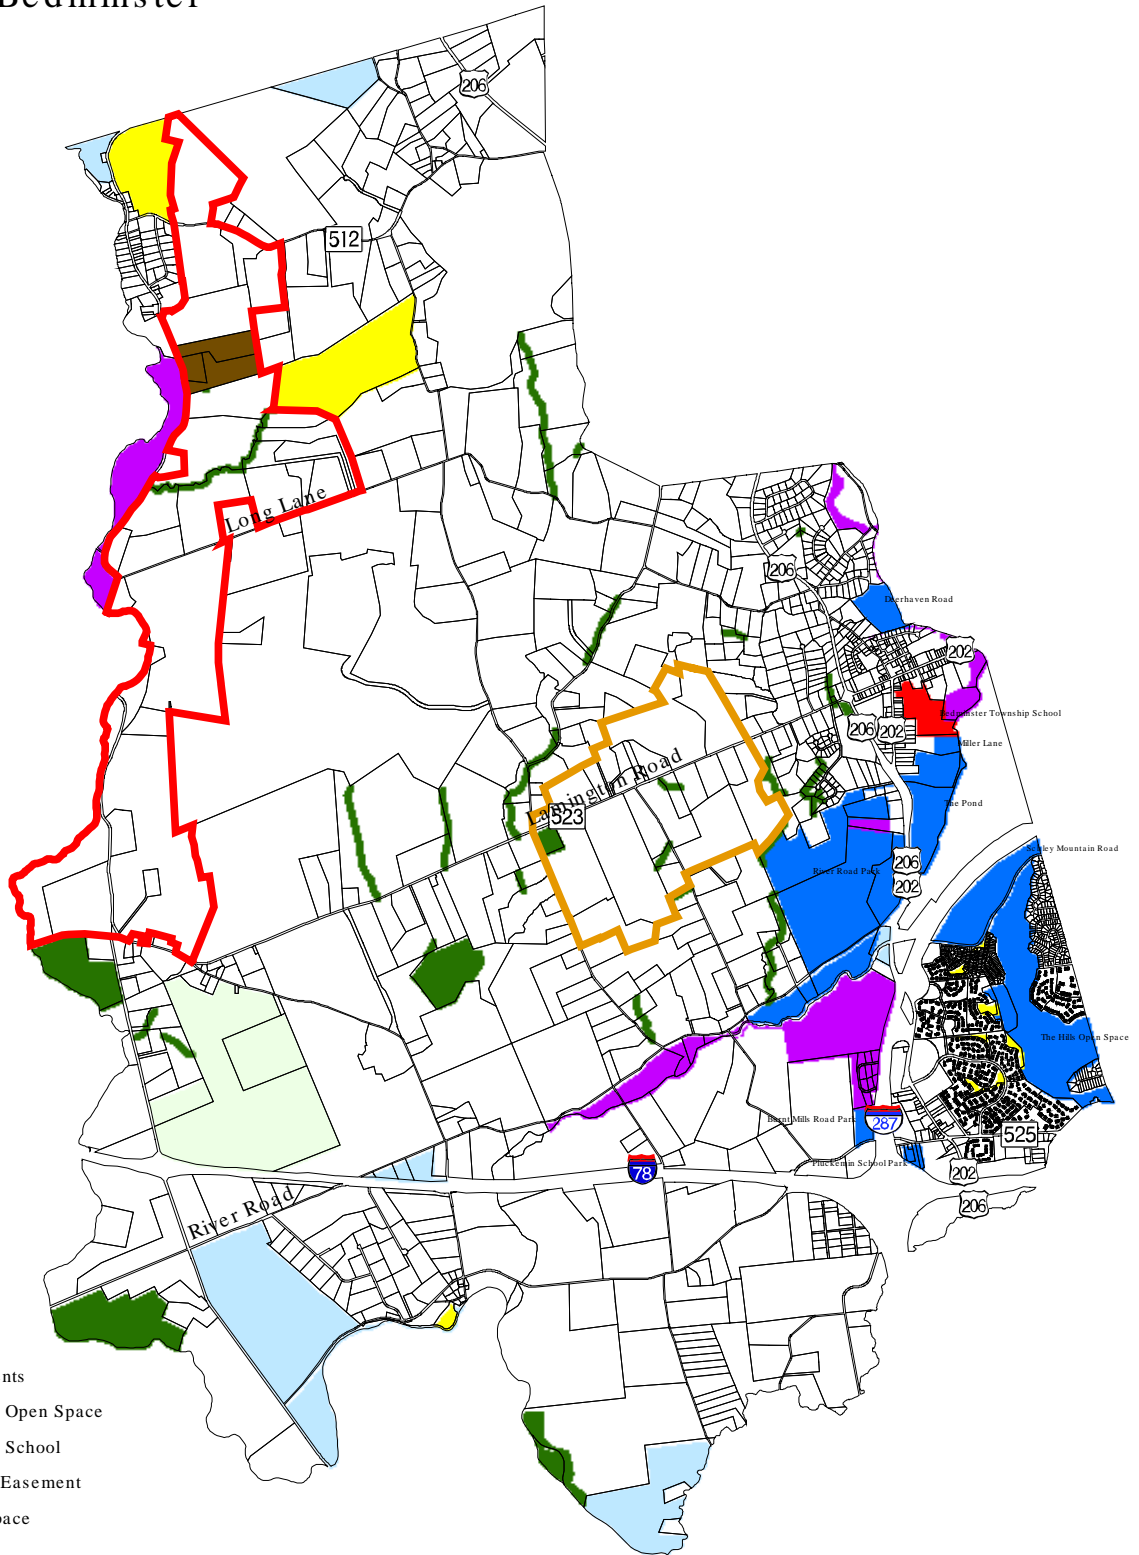 Bedminster
206
512
Long Lane
206
Deerhaven Road
202
Bedminster Township School
206
202
Miller Lane
Lamington Road
523
The Pond
Schley Mountain Road
206
River Road Park
202
The Hills Open Space
Burnt Mills Road Park
287
525
Pluckemin School Park
78
202
River Road
206
nts
Open Space
School
Easement
pace